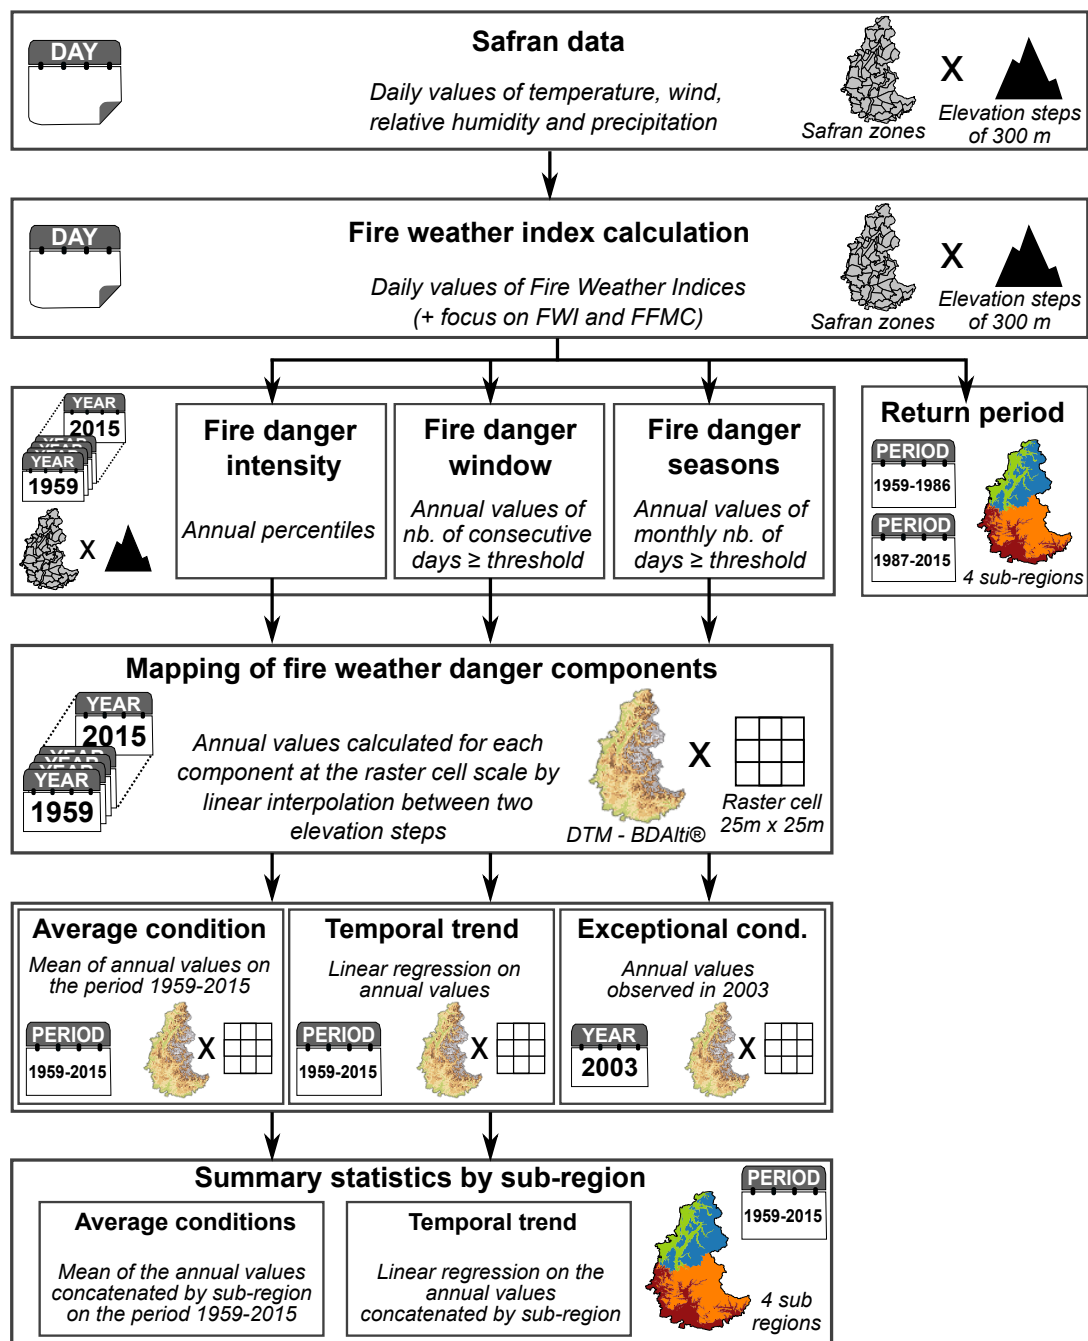 DAY
Safran data
Daily values of temperature, wind,
relative humidity and precipitation
X
Safran zones
Elevation steps
of 300 m
DAY
Fire weather index calculation
Daily values of Fire Weather Indices
(+ focus on FWI and FFMC)
X
Safran zones
Elevation steps
of 300 m
YEAR
2015
YEAR
YEAR
YEAR
1959
X
Fire danger
intensity
Annual percentiles
Fire danger
window
Annual values of
nb. of consecutive
days ≥ threshold
Fire danger
seasons
Annual values of
monthly nb. of
days ≥ threshold
Return period
PERIOD
1959-1986
PERIOD
1987-2015
4 sub-regions
Mapping of fire weather danger components
YEAR
2015
YEAR
YEAR
YEAR
1959
Annual values calculated for each
component at the raster cell scale by
linear interpolation between two
elevation steps
X
DTM - BDAlti®
Raster cell
25m x 25m
Average condition
Mean of annual values on
the period 1959-2015
PERIOD
1959-2015
X
Temporal trend
Linear regression on
annual values
PERIOD
1959-2015
X
Exceptional cond.
Annual values
observed in 2003
YEAR
2003
X
Summary statistics by sub-region
PERIOD
1959-2015
Average conditions
Mean of the annual values
concatenated by sub-region
on the period 1959-2015
Temporal trend
Linear regression on the
annual values
concatenated by sub-region
4 sub
regions